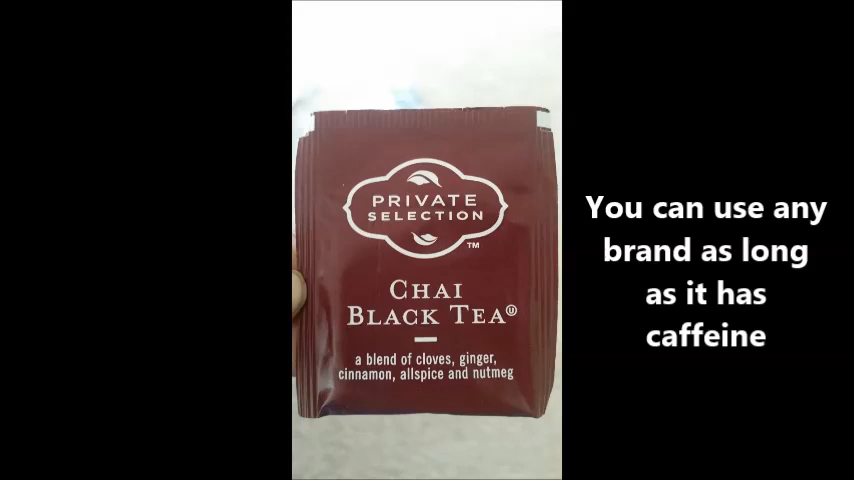 PRIVATE
SELECTION
TM
CHAI
BLACK TEA Ⓤ
a blend of cloves, ginger,
cinnamon, allspice and nutmeg
You can use any
brand as long
as it has
caffeine